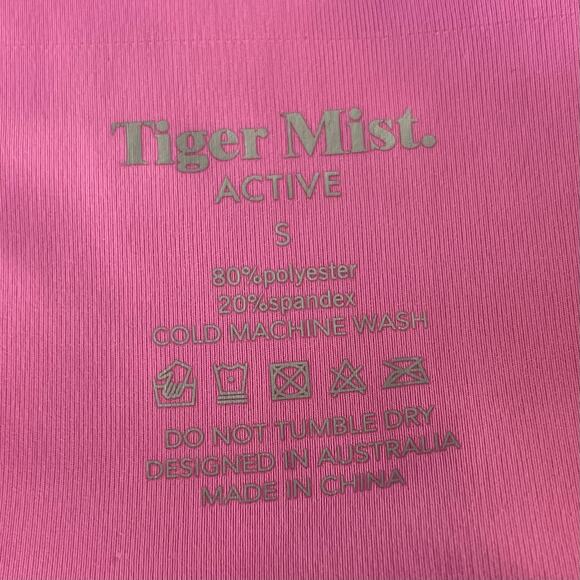 Tiger Mist.
ACTIVE
S
80%polyester
20%spandex
COLD MACHINE WASH
DO NOT TUMBLE DRY
DESIGNED IN AUSTRALIA
MADE IN CHINA